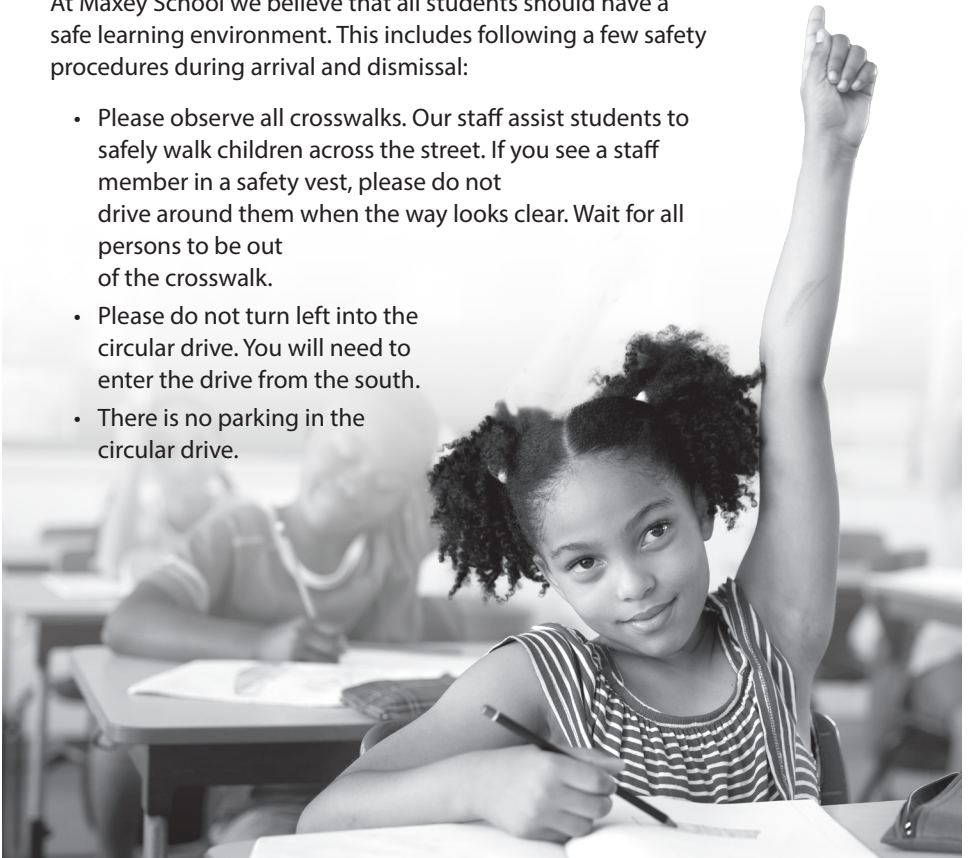 At Maxey School we believe that all students should have a
safe learning environment. This includes following a few safety
procedures during arrival and dismissal:
• Please observe all crosswalks. Our staff assist students to
safely walk children across the street. If you see a staff
member in a safety vest, please do not
drive around them when the way looks clear. Wait for all
persons to be out
of the crosswalk.
• Please do not turn left into the
circular drive. You will need to
enter the drive from the south.
• There is no parking in the
circular drive.